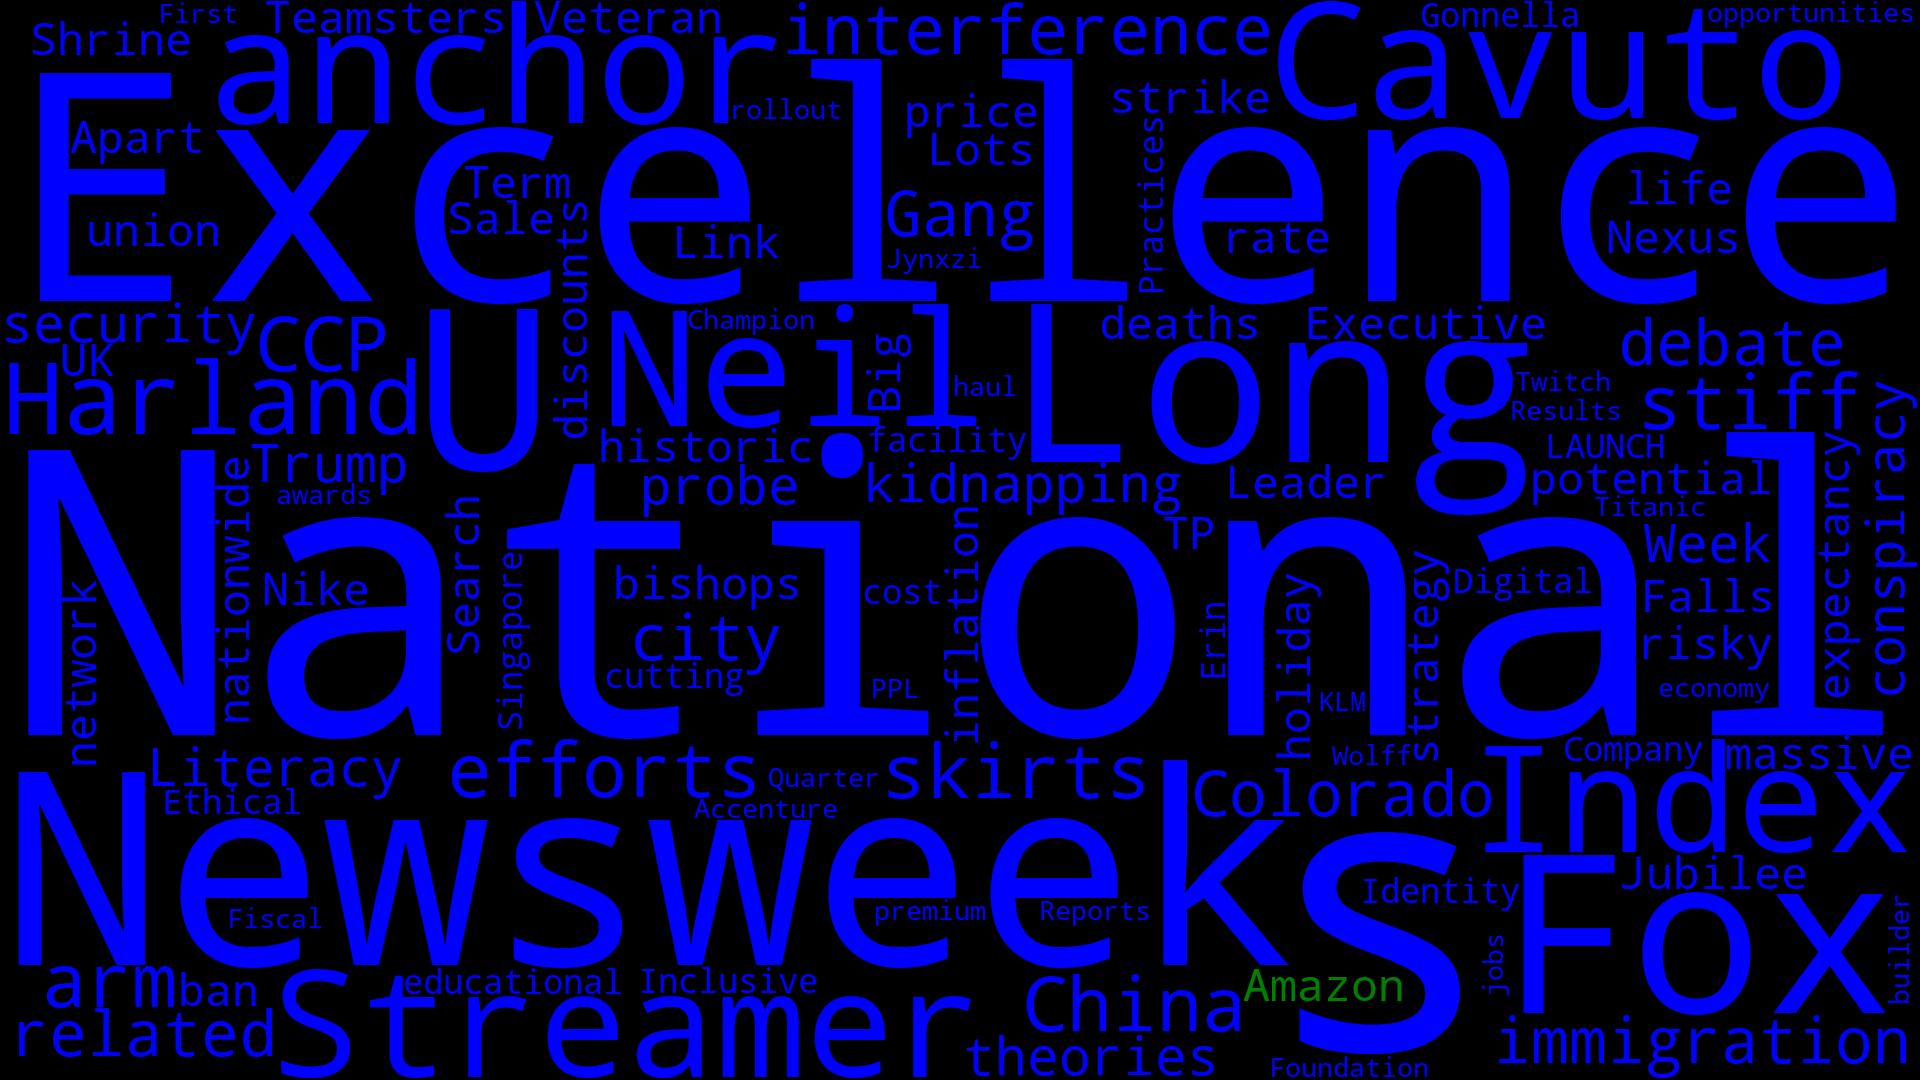 First
Teamsters
Veteran
interference
Cavuto
Gonnella
opportunities
Shrine
anchor
Excellence
rollout
price
strike
Apart
Lots
Practices
Term
Sale
union
discounts
Link
Gang
Jynxzi
rate
life
Nexus
security
CCP
UK
Harland
U
Neil
Champion
Big
haul
Long
deaths
Executive
debate
Twitch
Results
stiff
conspiracy
.
historic
facility
LAUNCH
Trump
awards
probe
kidnapping
Leader
potential
Titanic
National
nationwide
network
Nike
Search
Singapore
bishops
city
cutting
cost
PPL
inflation
TP
Erin
holiday
KLM
strategy
Digital
Week
Falls
risky
economy
expectancy
Literacy
Ethical
efforts
Quarter
Accenture
skirts
Wolff
Colorado
Company
massive
Index
Newsweek
s
Fiscal
premium
Reports
Identity
Jubilee
Fox
jobs
builder
arm
ban
related
educational
Inclusive
Streamer
China
Amazon
theories
Foundation
immigration